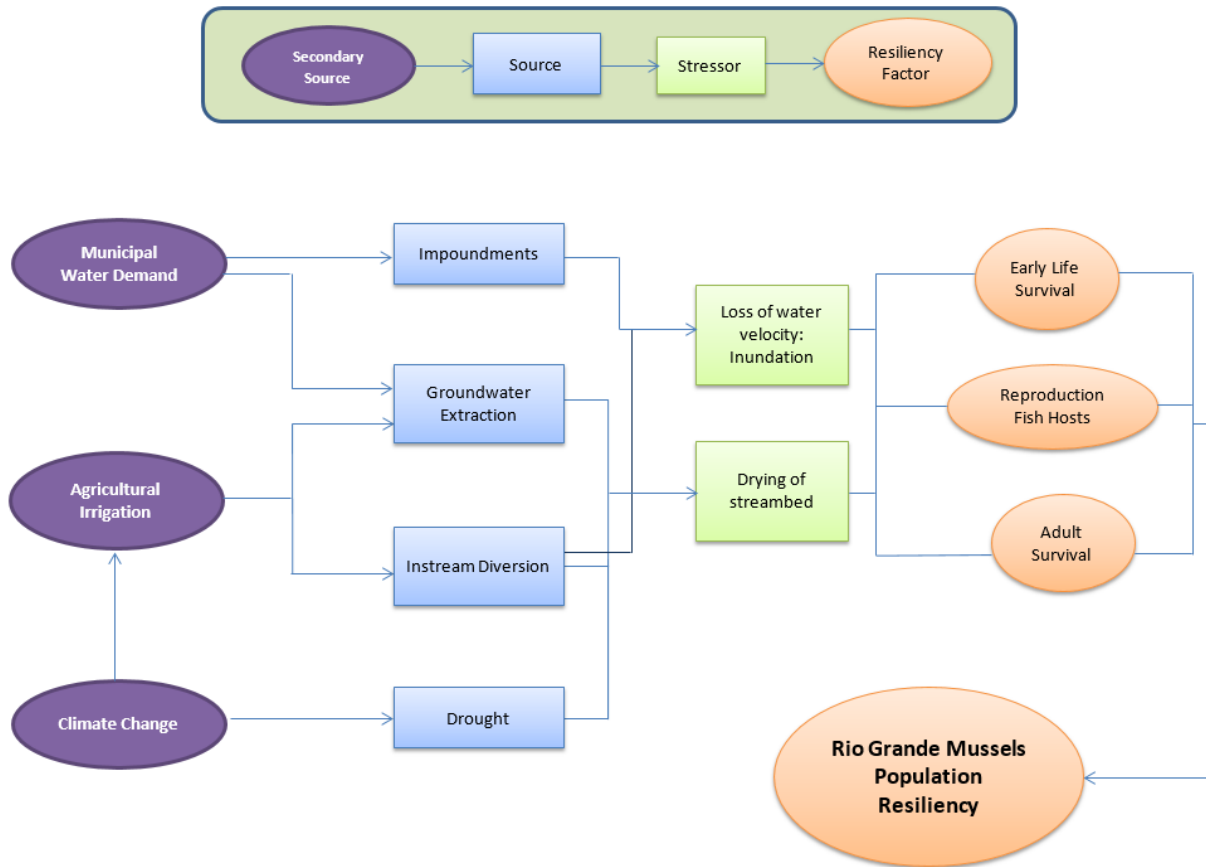 Secondary
Source
Source
Stressor
Resiliency
Factor
Municipal
Water Demand
Impoundments
Early Life
Survival
Loss of water
velocity:
Inundation
Groundwater
Extraction
Reproduction
Fish Hosts
Agricultural
Irrigation
Drying of
streambed
Instream Diversion
Adult
Survival
Climate Change
Drought
Rio Grande Mussels
Population
Resiliency